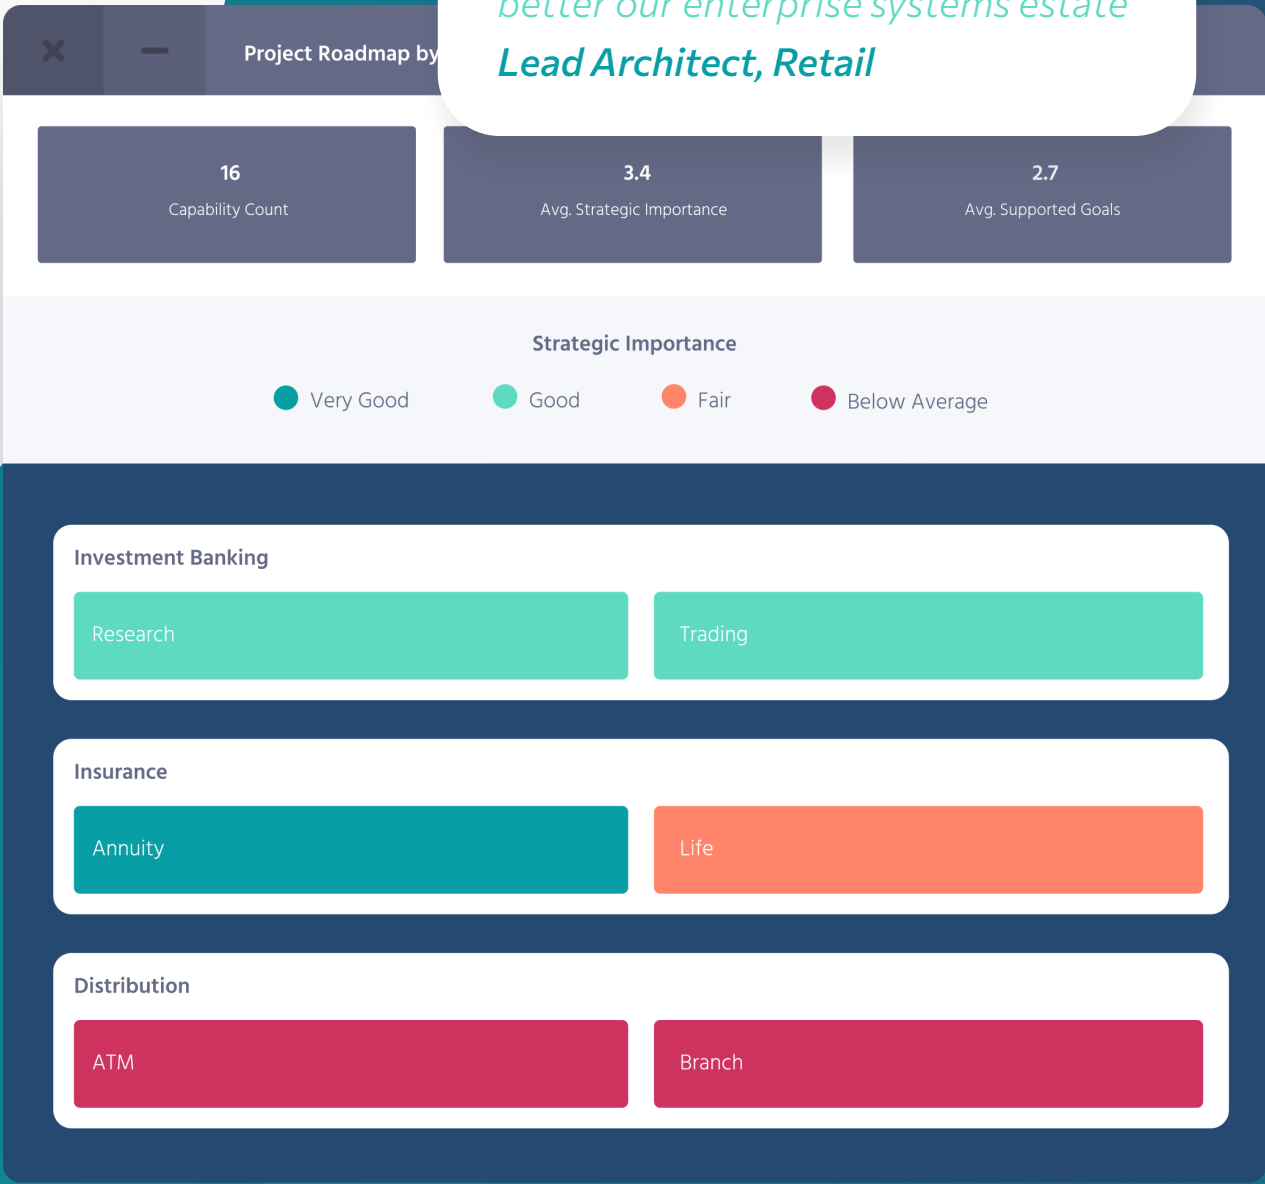 better our enterprise systems estate
Lead Architect, Retail
Project Roadmap by
16
Capability Count
3.4
Avg. Strategic Importance
2.7
Avg. Supported Goals
Strategic Importance
Very Good
Good
Fair
Below Average
Investment Banking
Research
Trading
Insurance
Annuity
Life
Distribution
ATM
Branch